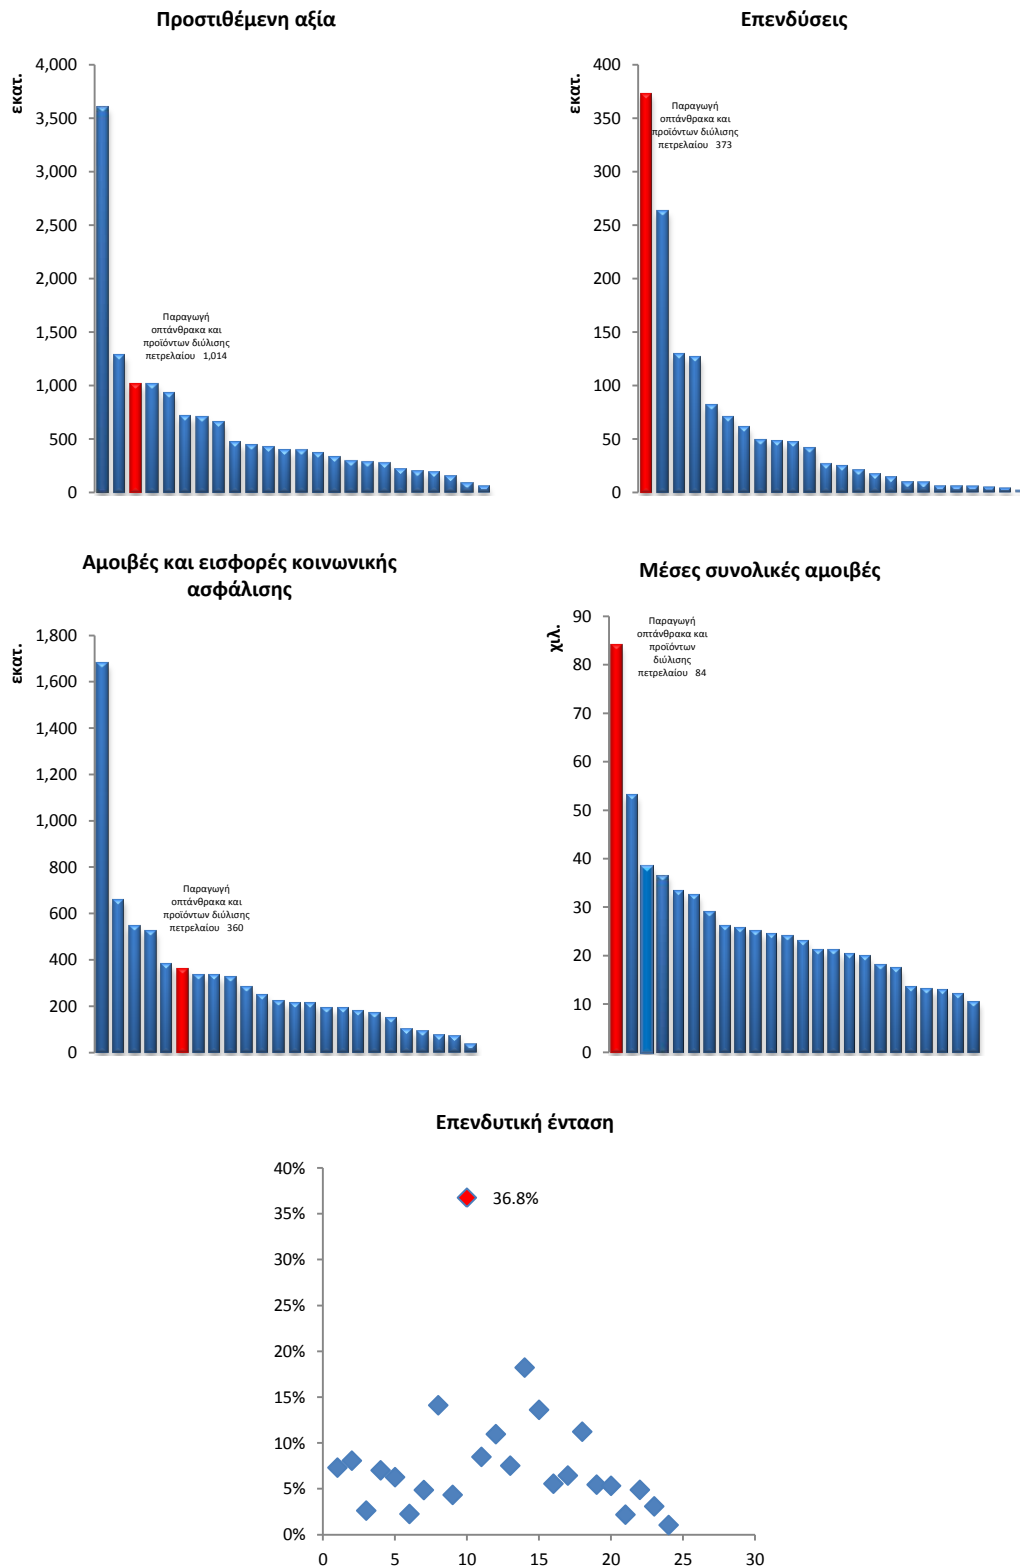 Προστιθέμενη αξία
εκατ.
4,000
3,500
3,000
2,500
2,000
1,500
1,000
500
0
Παραγωγή
οπτάνθρακα και
προϊόντων διύλισης
πετρελαίου 1,014
Επενδύσεις
εκατ.
400
350
300
250
200
150
100
50
0
Παραγωγή
οπτάνθρακα και
προϊόντων διύλισης
πετρελαίου 373
Αμοιβές και εισφορές κοινωνικής
ασφάλισης
εκατ.
1,800
1,600
1,400
1,200
1,000
800
600
400
200
0
Παραγωγή
οπτάνθρακα και
προϊόντων διύλισης
πετρελαίου 360
Μέσες συνολικές αμοιβές
χιλ.
90
80
70
60
50
40
30
20
10
0
Παραγωγή
οπτάνθρακα και
προϊόντων
διύλισης
πετρελαίου 84
Επενδυτική ένταση
40%
35%
30%
25%
20%
15%
10%
5%
0%
36.8%
0 5 10 15 20 25 30